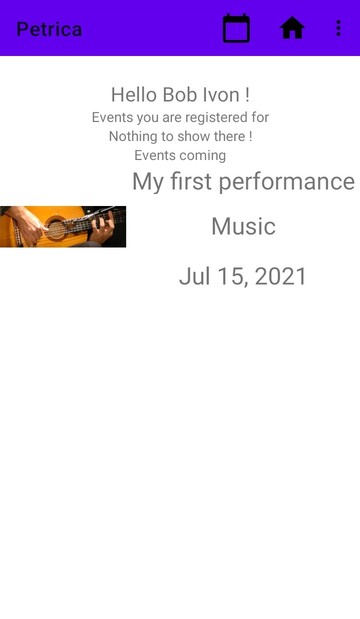 Petrica
Hello Bob Ivon !
Events you are registered for
Nothing to show there !
Events coming
My first performance
Music
Jul 15, 2021